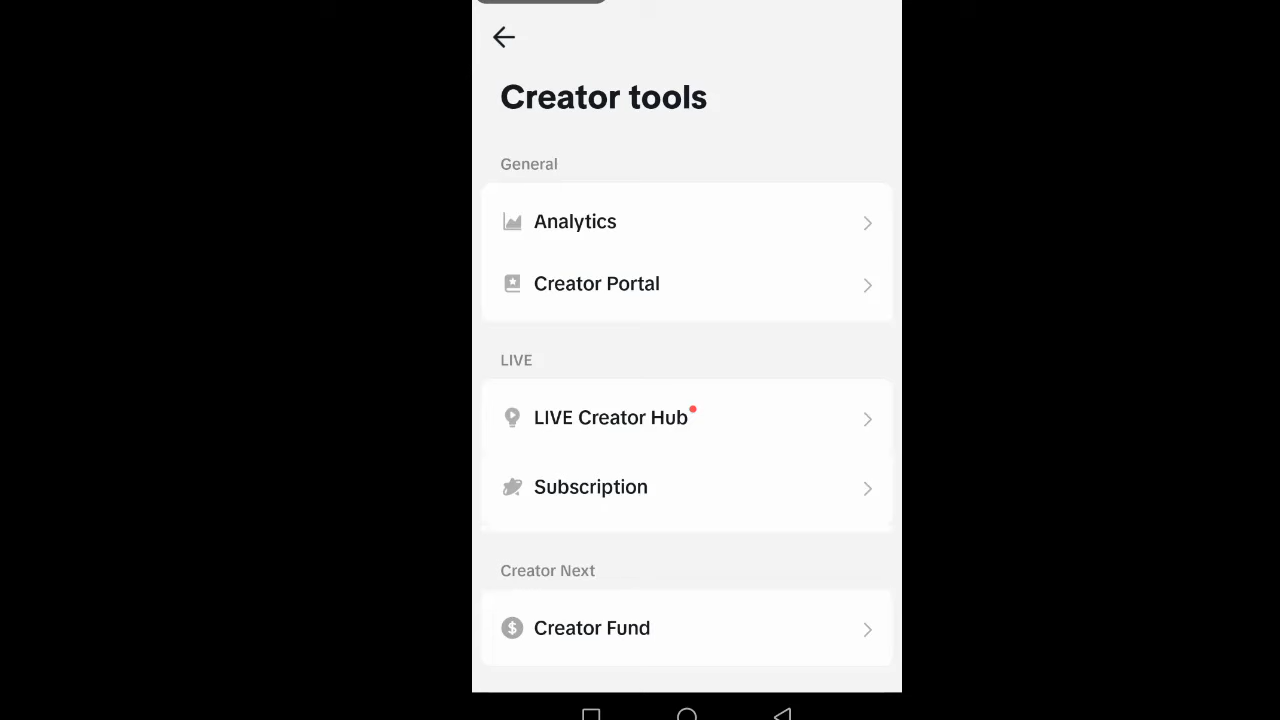 Creator tools
General
Analytics
Creator Portal
LIVE
LIVE Creator Hub
Subscription
Creator Next
Creator Fund